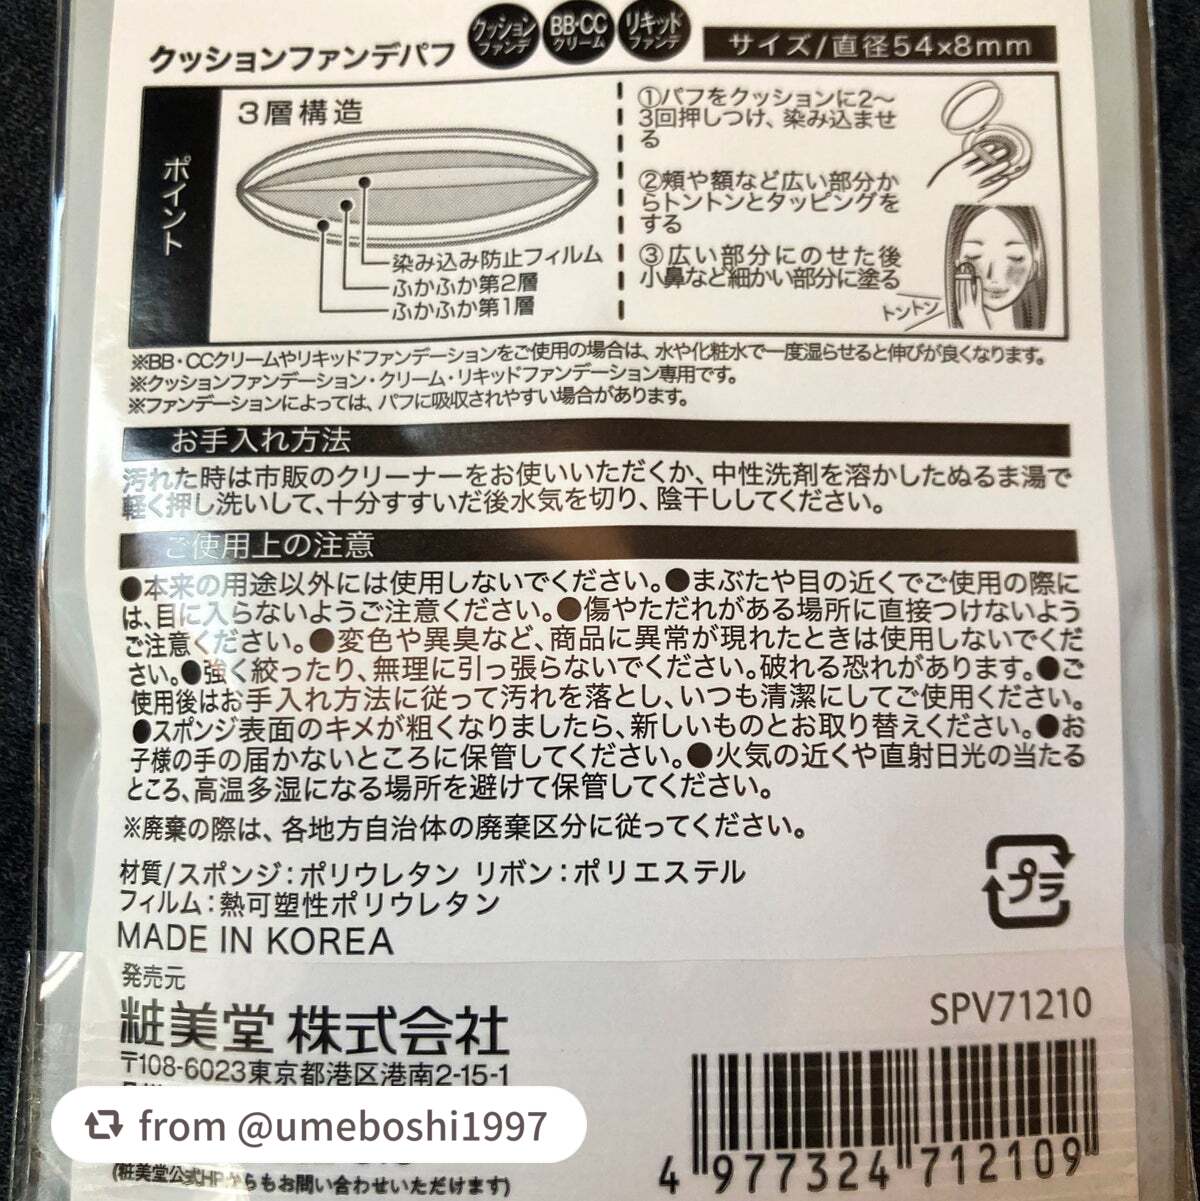 クッションファンデパフ
クッション
ファンデ
BB・CC
クリーム
リキッド
ファンデ
サイズ/直径54×8mm
ポイント
3層構造
染み込み防止フィルム
ふかふか第2層
ふかふか第1層
①パフをクッションに2〜
3回押しつけ、染み込ませ
る
②頬や額など広い部分か
らトントンとタッピングを
する
③広い部分にのせた後
小鼻など細かい部分に塗る
トントン
※BB・CCクリームやリキッドファンデーションをご使用の場合は、水や化粧水で一度湿らせると伸びが良くなります。
※クッションファンデーション・クリーム・リキッドファンデーション専用です。
※ファンデーションによっては、パフに吸収されやすい場合があります。
お手入れ方法
汚れた時は市販のクリーナーをお使いいただくか、中性洗剤を溶かしたぬるま湯で
軽く押し洗いして、十分すすいだ後水気を切り、陰干ししてください。
ご使用上の注意
●本来の用途以外には使用しないでください。●まぶたや目の近くでご使用の際に
は、目に入らないようご注意ください。●傷やただれがある場所に直接つけないよう
ご注意ください。●変色や異臭など、商品に異常が現れたときは使用しないでくだ
さい。●強く絞ったり、無理に引っ張らないでください。破れる恐れがあります。●ご
使用後はお手入れ方法に従って汚れを落とし、いつも清潔にしてご使用ください。
●スポンジ表面のキメが粗くなりましたら、新しいものとお取り替えください。●お
子様の手の届かないところに保管してください。●火気の近くや直射日光の当たる
ところ、高温多湿になる場所を避けて保管してください。
※廃棄の際は、各地方自治体の廃棄区分に従ってください。
材質/スポンジ：ポリウレタン リボン：ポリエステル
フィルム：熱可塑性ポリウレタン
プラ
MADE IN KOREA
発売元
粧美堂 株式会社
SPV71210
〒108-6023東京都港区港南2-15-1
from @umeboshi1997
(粧美堂公式HPからもお問い合わせいただけます)
4 977324 712109